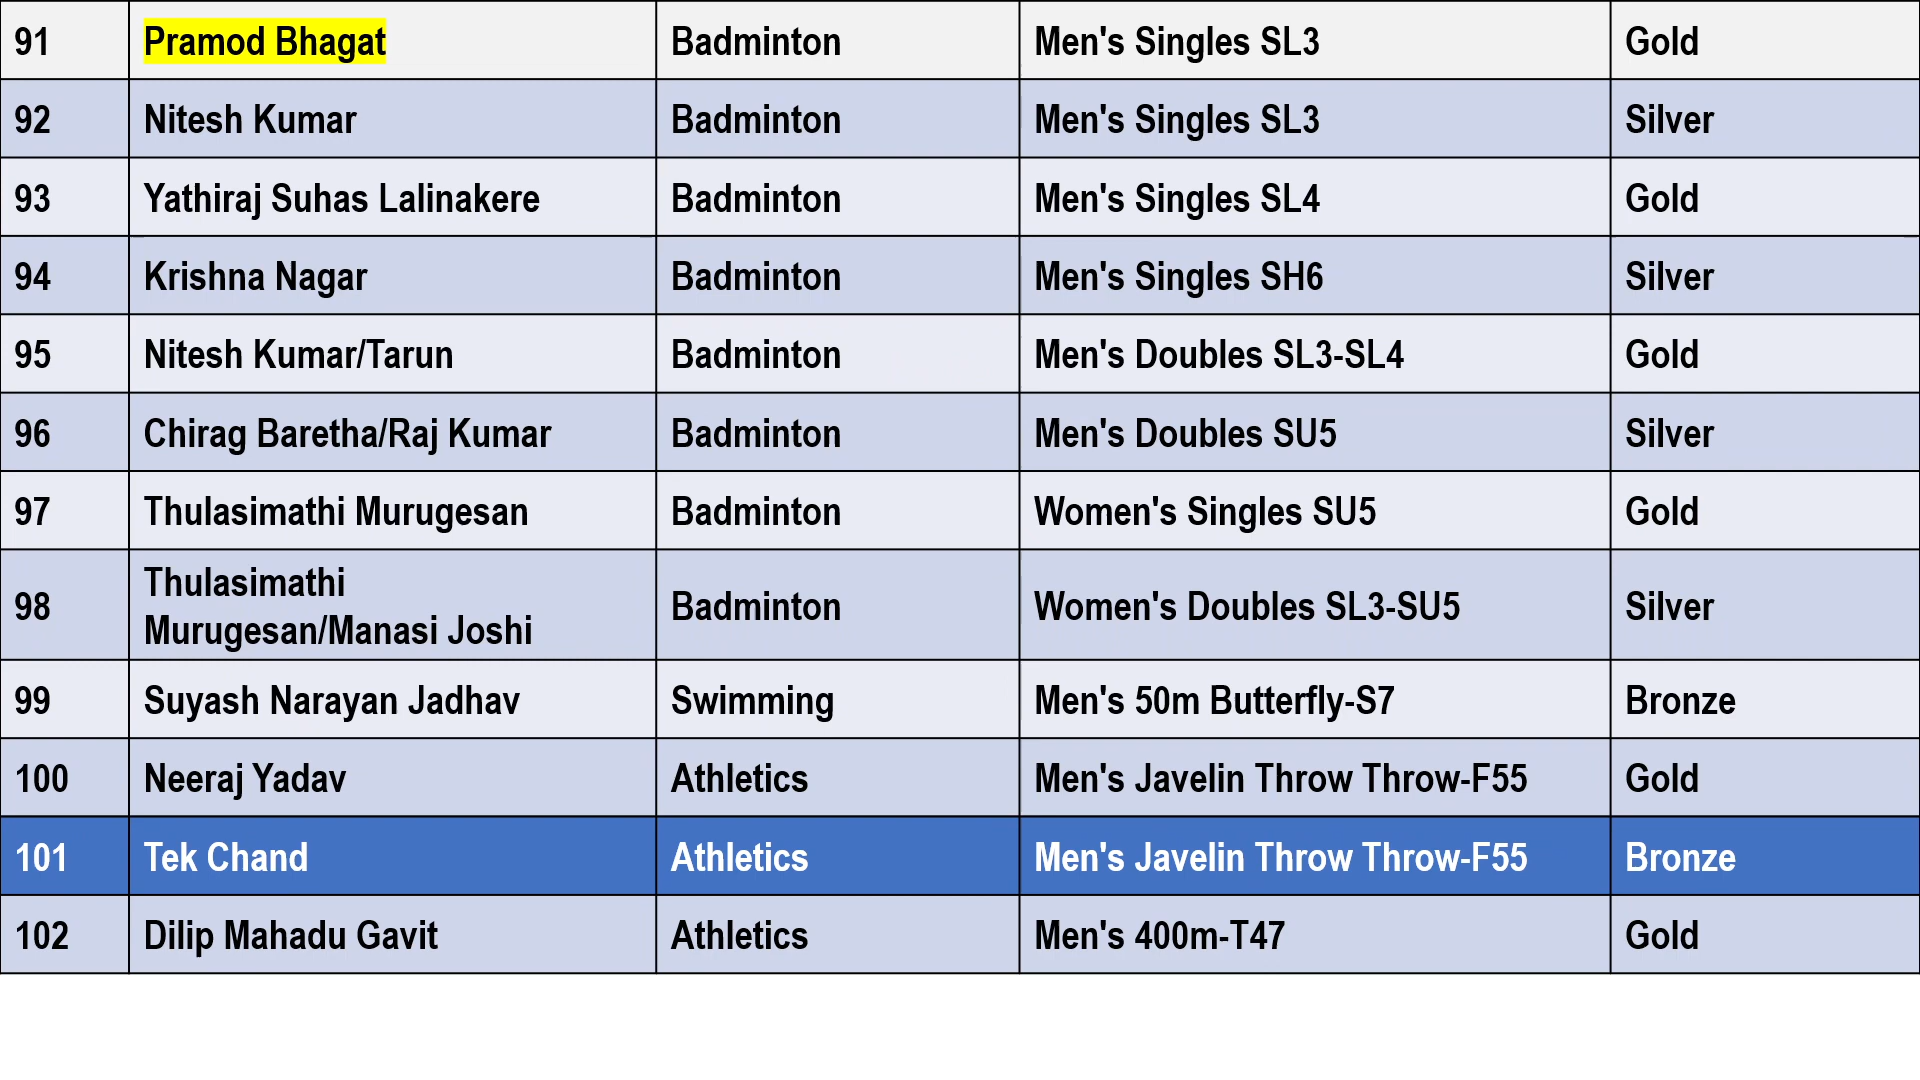 91 Pramod Bhagat Badminton Men's Singles SL3 Gold
92 Nitesh Kumar Badminton Men's Singles SL3 Silver
93 Yathiraj Suhas Lalinakere Badminton Men's Singles SL4 Gold
94 Krishna Nagar Badminton Men's Singles SH6 Silver
95 Nitesh Kumar/Tarun Badminton Men's Doubles SL3-SL4 Gold
96 Chirag Baretha/Raj Kumar Badminton Men's Doubles SU5 Silver
97 Thulasimathi Murugesan Badminton Women's Singles SU5 Gold
98 Thulasimathi
Murugesan/Manasi Joshi Badminton Women's Doubles SL3-SU5 Silver
99 Suyash Narayan Jadhav Swimming Men's 50m Butterfly-S7 Bronze
100 Neeraj Yadav Athletics Men's Javelin Throw Throw-F55 Gold
101 Tek Chand Athletics Men's Javelin Throw Throw-F55 Bronze
102 Dilip Mahadu Gavit Athletics Men's 400m-T47 Gold